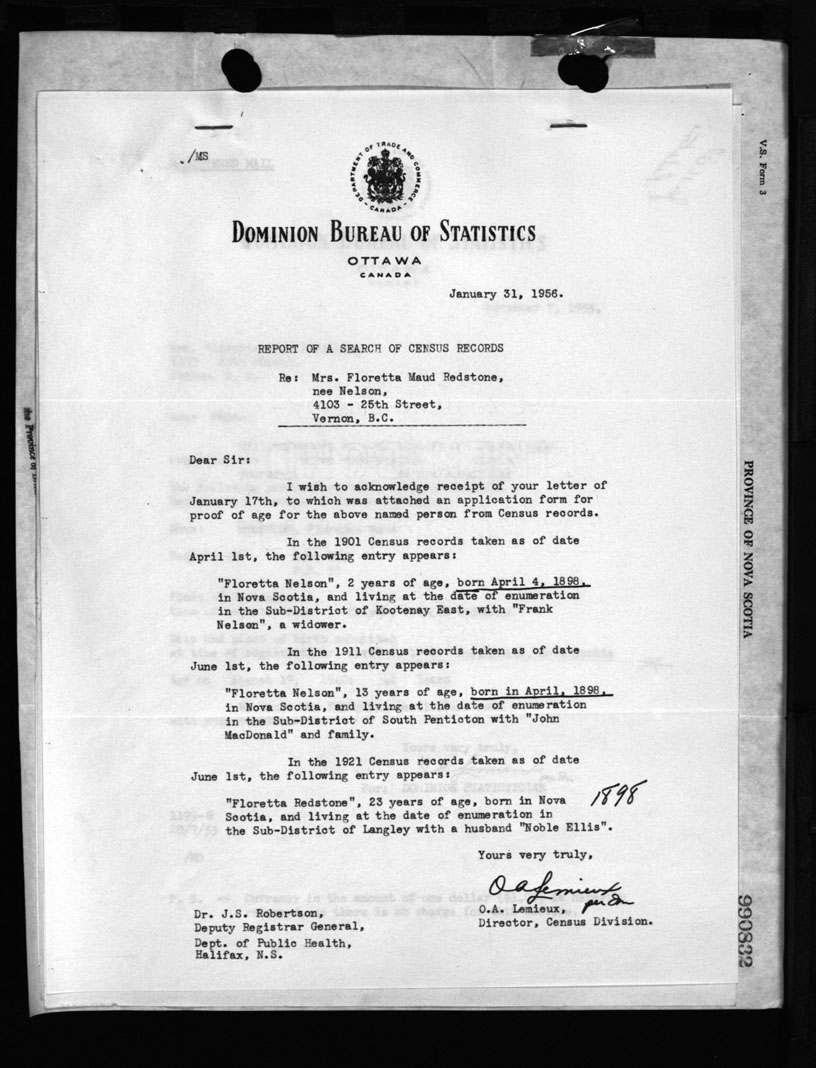 ./MS
DEPARTMENT OF TRADE AND COMMERCE
- CANADA -
DOMINION BUREAU OF STATISTICS
OTTAWA
CANADA
January 31, 1956.
REPORT OF A SEARCH OF CENSUS RECORDS
Re: Mrs. Floretta Maud Redstone,
nee Nelson,
4103 - 25th Street,
Vernon, B.C.
Dear Sir:
I wish to acknowledge receipt of your letter of
January 17th, to which was attached an application form for
proof of age for the above named person from Census records.
In the 1901 Census records taken as of date
April 1st, the following entry appears:
"Floretta Nelson", 2 years of age, born April 4, 1898,
in Nova Scotia, and living at the date of enumeration
in the Sub-District of Kootenay East, with "Frank
Nelson", a widower.
In the 1911 Census records taken as of date
June 1st, the following entry appears:
"Floretta Nelson", 13 years of age, born in April, 1898,
in Nova Scotia, and living at the date of enumeration
in the Sub-District of South Penticton with "John
MacDonald" and family.
In the 1921 Census records taken as of date
June 1st, the following entry appears:
"Floretta Redstone", 23 years of age, born in Nova 1898
Scotia, and living at the date of enumeration in
the Sub-District of Langley with a husband "Noble Ellis".
Yours very truly,
O A Lemieux
O.A. Lemieux,
Director, Census Division.
Dr. J.S. Robertson,
Deputy Registrar General,
Dept. of Public Health,
Halifax, N.S.
V.S. Form 3
PROVINCE OF NOVA SCOTIA
990832
the Province of